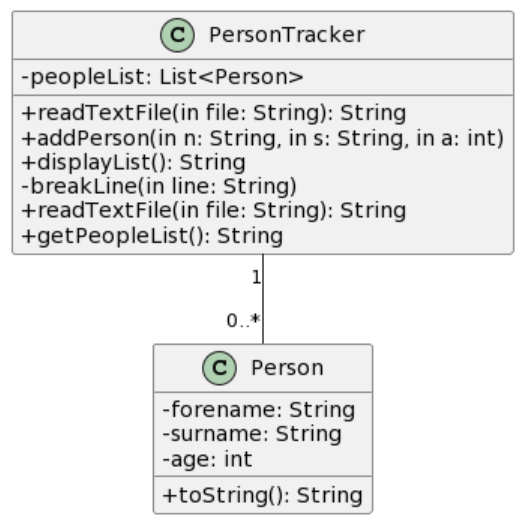 C PersonTracker
-peopleList: List<Person>
+readTextFile(in file: String): String
+addPerson(in n: String, in s: String, in a: int)
+displayList(): String
-breakLine(in line: String)
+readTextFile(in file: String): String
+getPeopleList(): String
1
0..*
C Person
-forename: String
-surname: String
-age: int
+toString(): String